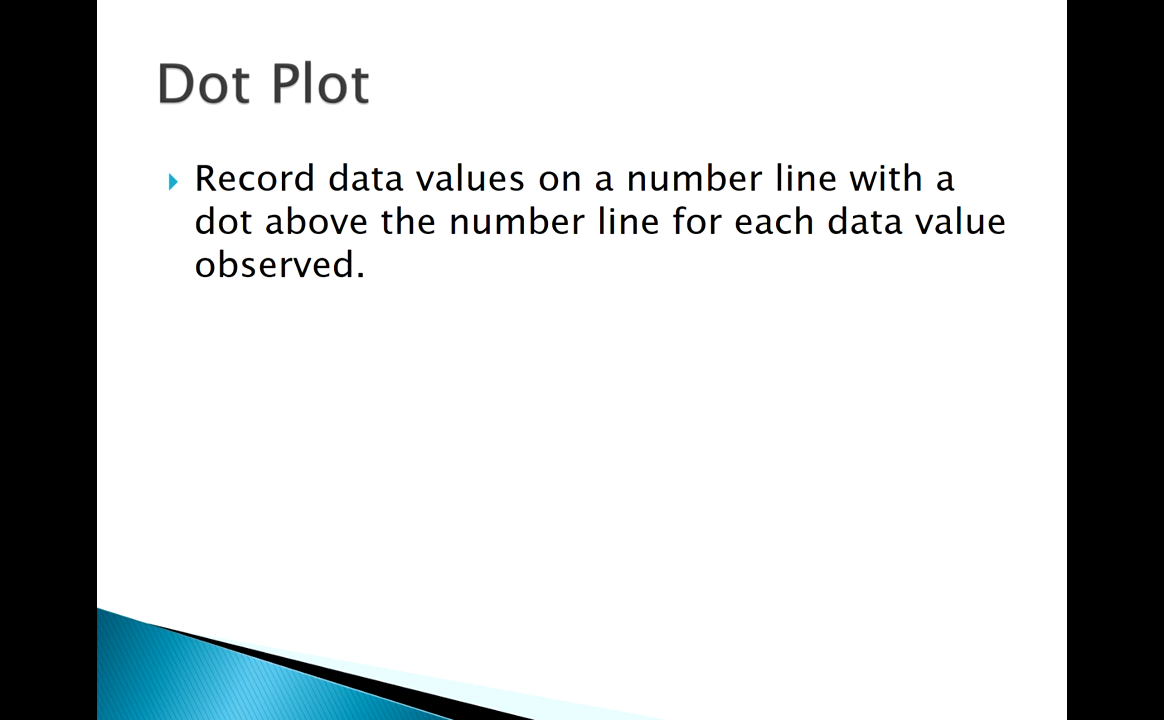 Dot Plot
Record data values on a number line with a
dot above the number line for each data value
observed.